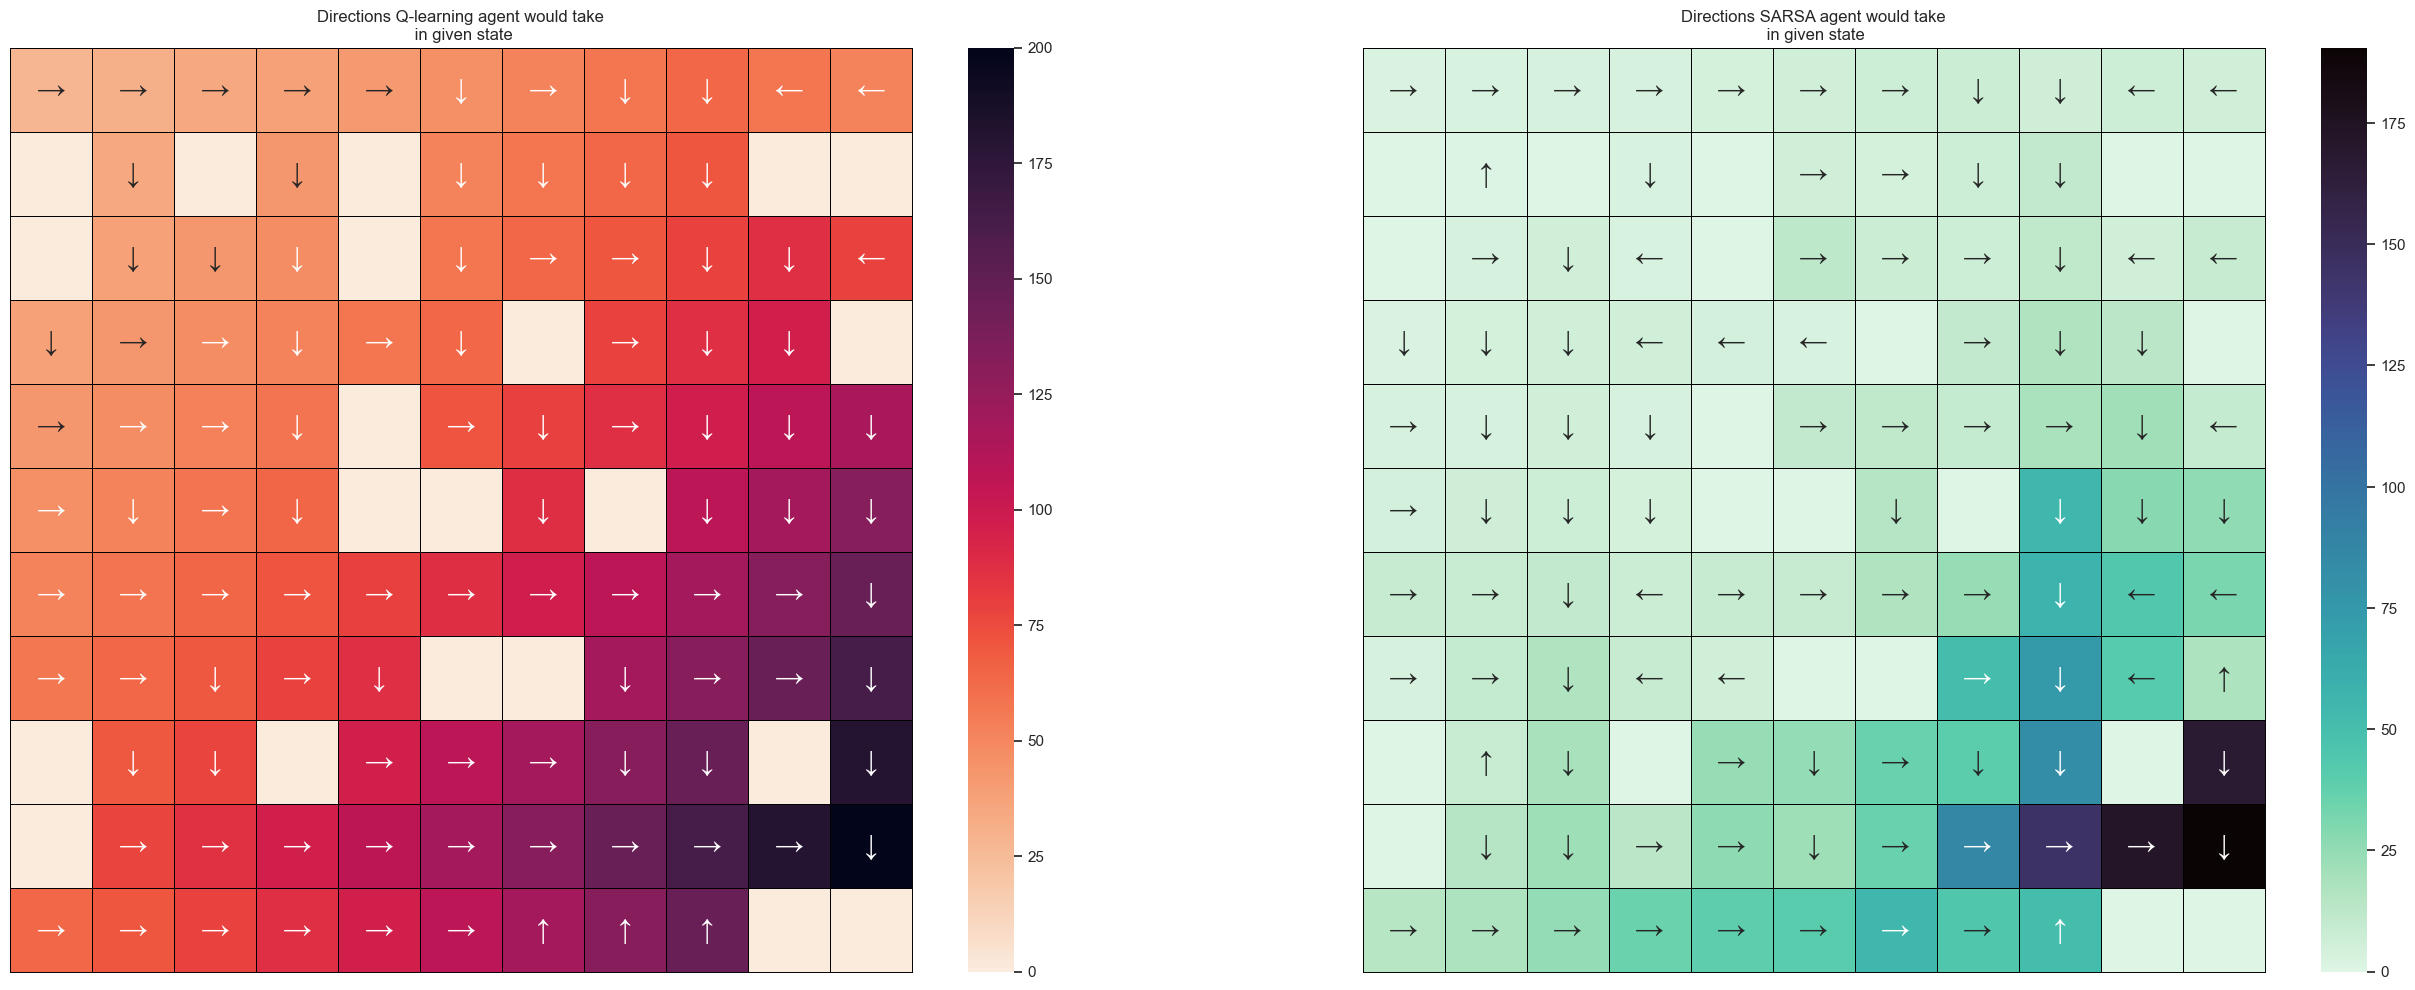 Directions Q-learning agent would take
in given state
→ → → → → ↓ → ↓ ↓ ← ←
↓ ↓ ↓ ↓ ↓ ↓
↓ ↓ ↓ ↓ → → ↓ ↓ ←
↓ → → ↓ → ↓ → ↓ ↓
→ → → ↓ → ↓ → ↓ ↓ ↓
→ ↓ → ↓ ↓ ↓ ↓ ↓
→ → → → → → → → → → ↓
→ → ↓ → ↓ ↓ → → ↓
↓ ↓ → → → ↓ ↓ ↓
→ → → → → → → → → ↓
→ → → → → → ↑ ↑ ↑
200
175
150
125
100
75
50
25
0
Directions SARSA agent would take
in given state
→ → → → → → → ↓ ↓ ← ←
↑ ↓ → → ↓ ↓
→ ↓ ← → → → ↓ ← ←
↓ ↓ ↓ ← ← ← → ↓ ↓
→ ↓ ↓ ↓ → → → → ↓ ←
→ ↓ ↓ ↓ ↓ ↓ ↓ ↓
→ → ↓ ← → → → → ↓ ← ←
→ → ↓ ← ← → ↓ ← ↑
↑ ↓ → ↓ → ↓ ↓ ↓
↓ ↓ → → ↓ → → → → ↓
→ → → → → → → → ↑
175
150
125
100
75
50
25
0